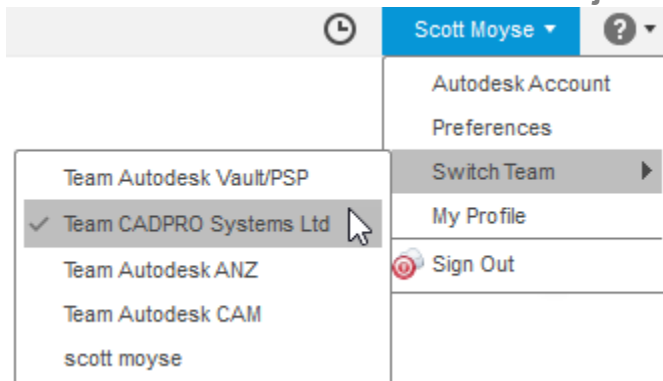 Scott Moyse
?
Autodesk Account
Preferences
Switch Team
My Profile
Sign Out
Team Autodesk Vault/PSP
Team CADPRO Systems Ltd
Team Autodesk ANZ
Team Autodesk CAM
scott moyse